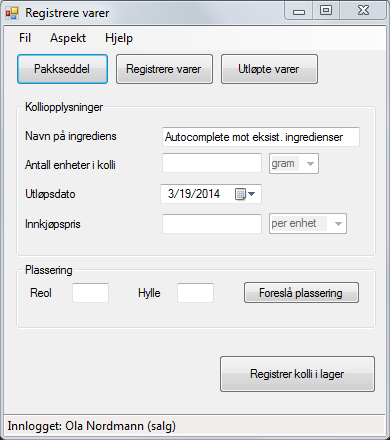 Registrere varer
Fil Aspekt Hjelp
Pakkseddel Registrere varer Utløpte varer
Kolliopplysninger
Navn på ingrediens Autocomplete mot eksist. ingredienser
Antall enheter i kolli gram
Utløpsdato 3/19/2014
Innkjøpspris per enhet
Plassering
Reol Hylle Foreslå plassering
Registrer kolli i lager
Innlogget: Ola Nordmann (salg)